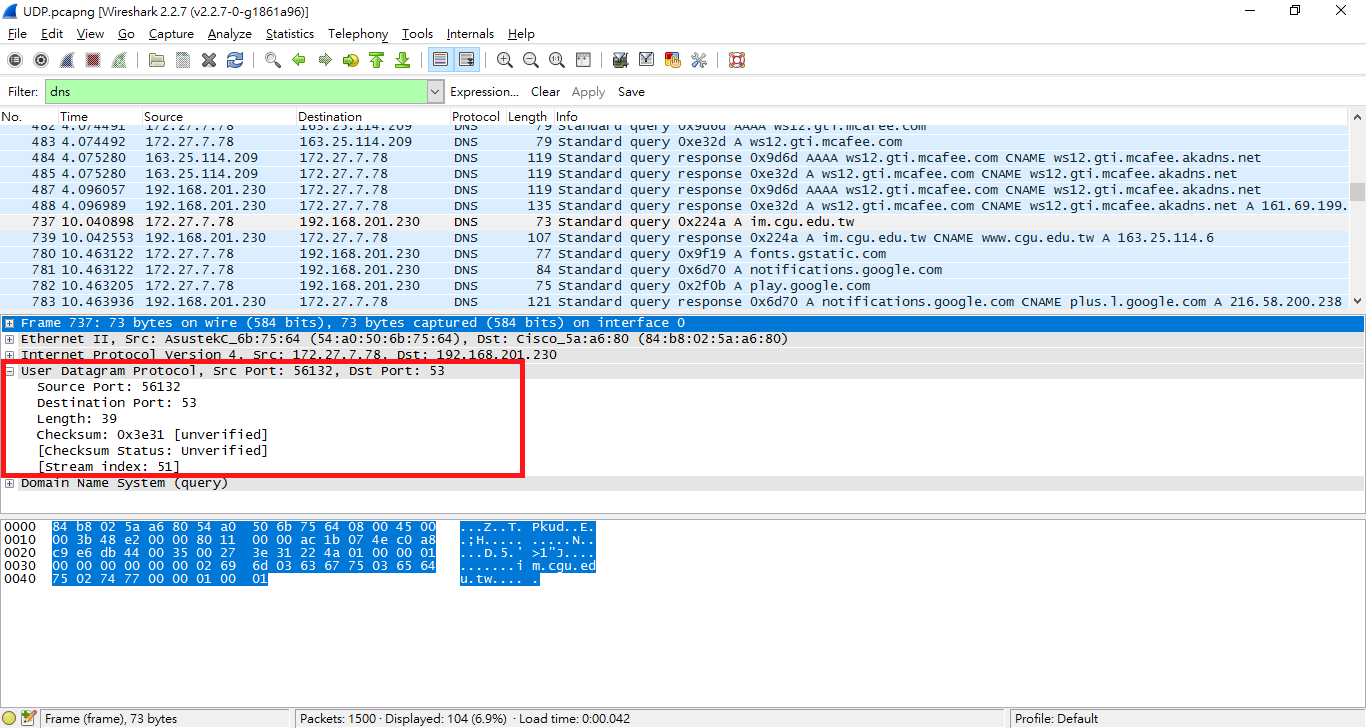 UDP.pcapng [Wireshark 2.2.7 (v2.2.7-0-g1861a96)]
File Edit View Go Capture Analyze Statistics Telephony Tools Internals Help
Filter: dns Expression... Clear Apply Save
No. Time Source Destination Protocol Length Info
482 4.074491 172.27.7.78 163.25.114.209 DNS 79 Standard query 0x9d6d AAAA ws12.gti.mcafee.com
483 4.074492 172.27.7.78 163.25.114.209 DNS 79 Standard query 0xe32d A ws12.gti.mcafee.com
484 4.075280 163.25.114.209 172.27.7.78 DNS 119 Standard query response 0x9d6d AAAA ws12.gti.mcafee.com CNAME ws12.gti.mcafee.akadns.net
485 4.075280 163.25.114.209 172.27.7.78 DNS 119 Standard query response 0xe32d A ws12.gti.mcafee.com CNAME ws12.gti.mcafee.akadns.net
487 4.096057 192.168.201.230 172.27.7.78 DNS 119 Standard query response 0x9d6d AAAA ws12.gti.mcafee.com CNAME ws12.gti.mcafee.akadns.net
488 4.096989 192.168.201.230 172.27.7.78 DNS 135 Standard query response 0xe32d A ws12.gti.mcafee.com CNAME ws12.gti.mcafee.akadns.net A 161.69.199.
737 10.040898 172.27.7.78 192.168.201.230 DNS 73 Standard query 0x224a A im.cgu.edu.tw
739 10.042553 192.168.201.230 172.27.7.78 DNS 107 Standard query response 0x224a A im.cgu.edu.tw CNAME www.cgu.edu.tw A 163.25.114.6
780 10.463122 172.27.7.78 192.168.201.230 DNS 77 Standard query 0x9f19 A fonts.gstatic.com
781 10.463122 172.27.7.78 192.168.201.230 DNS 84 Standard query 0x6d70 A notifications.google.com
782 10.463205 172.27.7.78 192.168.201.230 DNS 75 Standard query 0x2f0b A play.google.com
783 10.463936 192.168.201.230 172.27.7.78 DNS 121 Standard query response 0x6d70 A notifications.google.com CNAME plus.l.google.com A 216.58.200.238
Frame 737: 73 bytes on wire (584 bits), 73 bytes captured (584 bits) on interface 0
Ethernet II, Src: AsustekC_6b:75:64 (54:a0:50:6b:75:64), Dst: Cisco_5a:a6:80 (84:b8:02:5a:a6:80)
Internet Protocol Version 4, Src: 172.27.7.78, Dst: 192.168.201.230
User Datagram Protocol, Src Port: 56132, Dst Port: 53
Source Port: 56132
Destination Port: 53
Length: 39
Checksum: 0x3e31 [unverified]
[Checksum Status: Unverified]
[Stream index: 51]
Domain Name System (query)
0000 84 b8 02 5a a6 80 54 a0 50 6b 75 64 08 00 45 00 ...Z..T. Pkud..E.
0010 00 3b 48 e2 00 00 80 11 00 00 ac 1b 07 4e c0 a8 .;H..... .....N..
0020 c9 e6 db 44 00 35 00 27 3e 31 22 4a 01 00 00 01 ...D.5.' >1"J....
0030 00 00 00 00 00 00 02 69 6d 03 63 67 75 03 65 64 .......i m.cgu.ed
0040 75 02 74 77 00 00 01 00 01 u.tw.... .
Frame (frame), 73 bytes Packets: 1500 · Displayed: 104 (6.9%) · Load time: 0:00.042 Profile: Default